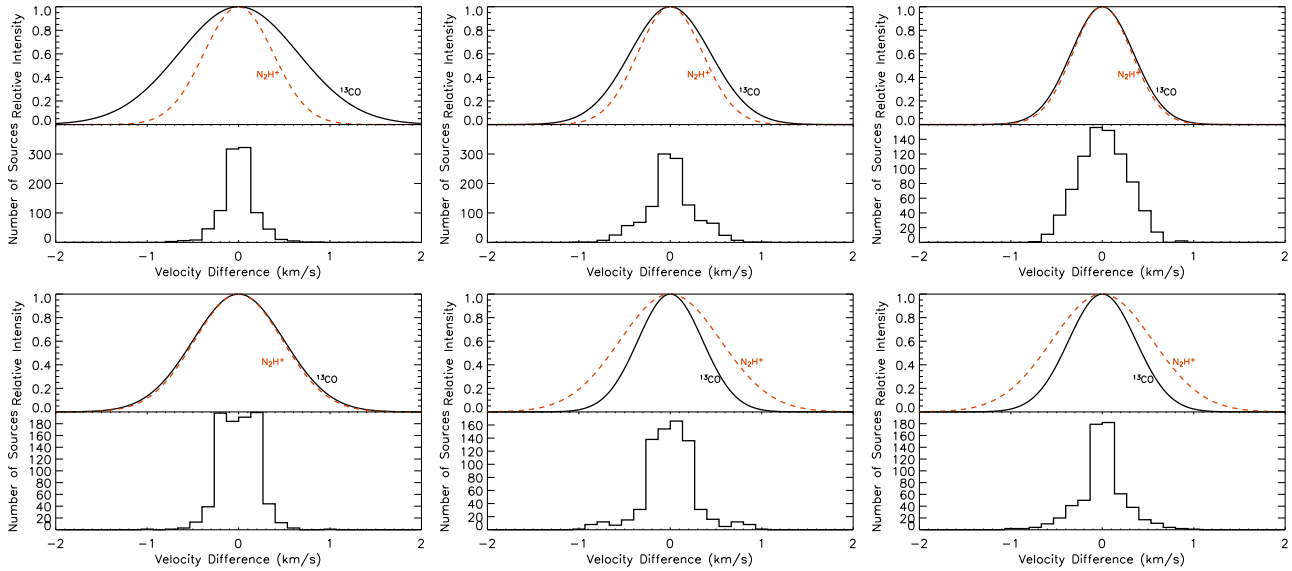 Relative Intensity
1.0
0.8
0.6
0.4
0.2
0.0
N₂H⁺
¹³CO
Number of Sources
300
200
100
0
-2 -1 0 1 2
Velocity Difference (km/s)
Relative Intensity
1.0
0.8
0.6
0.4
0.2
0.0
N₂H⁺
¹³CO
Number of Sources
300
200
100
0
-2 -1 0 1 2
Velocity Difference (km/s)
Relative Intensity
1.0
0.8
0.6
0.4
0.2
0.0
N₂H⁺
¹³CO
Number of Sources
140
120
100
80
60
40
20
0
-2 -1 0 1 2
Velocity Difference (km/s)
Relative Intensity
1.0
0.8
0.6
0.4
0.2
0.0
N₂H⁺
¹³CO
Number of Sources
180
160
140
120
100
80
60
40
20
0
-2 -1 0 1 2
Velocity Difference (km/s)
Relative Intensity
1.0
0.8
0.6
0.4
0.2
0.0
N₂H⁺
¹³CO
Number of Sources
160
140
120
100
80
60
40
20
0
-2 -1 0 1 2
Velocity Difference (km/s)
Relative Intensity
1.0
0.8
0.6
0.4
0.2
0.0
N₂H⁺
¹³CO
Number of Sources
180
160
140
120
100
80
60
40
20
0
-2 -1 0 1 2
Velocity Difference (km/s)